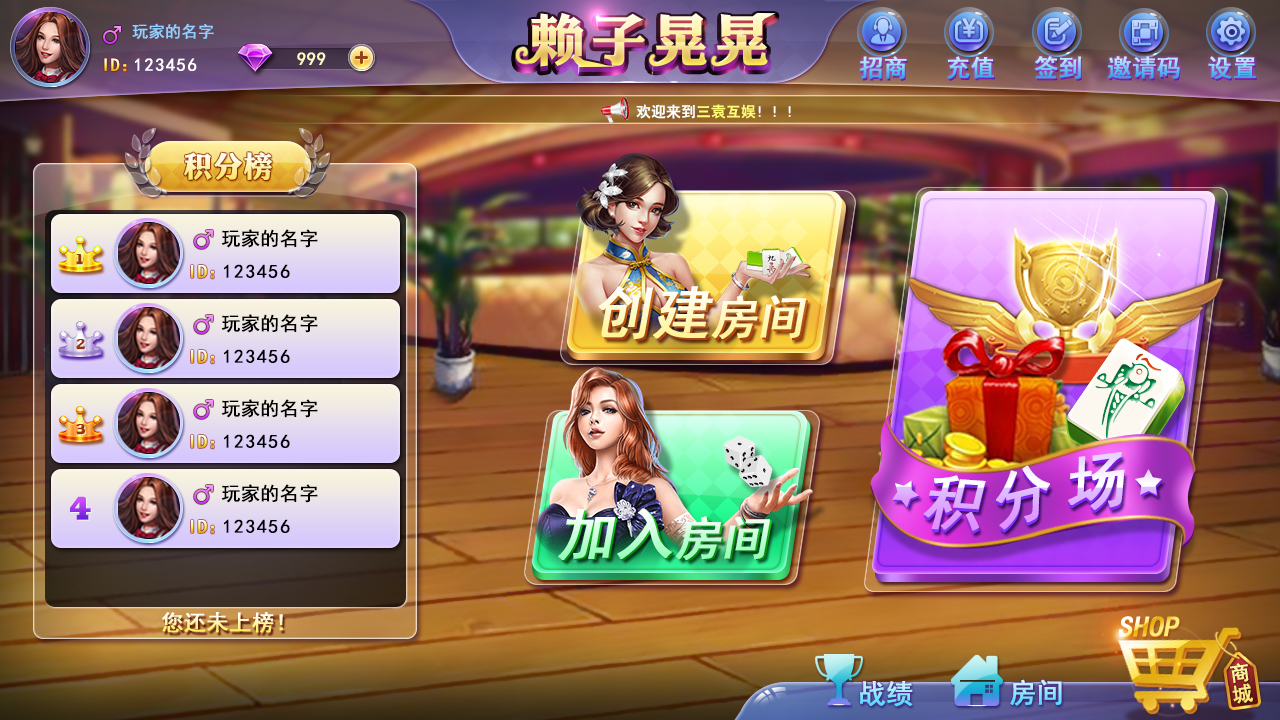 玩家的名字
ID: 123456
999
赖子晃晃
招商
充值
签到
邀请码
设置
欢迎来到三袁互娱！！！
积分榜
1
玩家的名字
ID: 123456
2
玩家的名字
ID: 123456
3
玩家的名字
ID: 123456
4
玩家的名字
ID: 123456
您还未上榜!
创建房间
加入房间
积分场
战绩
房间
SHOP
商城